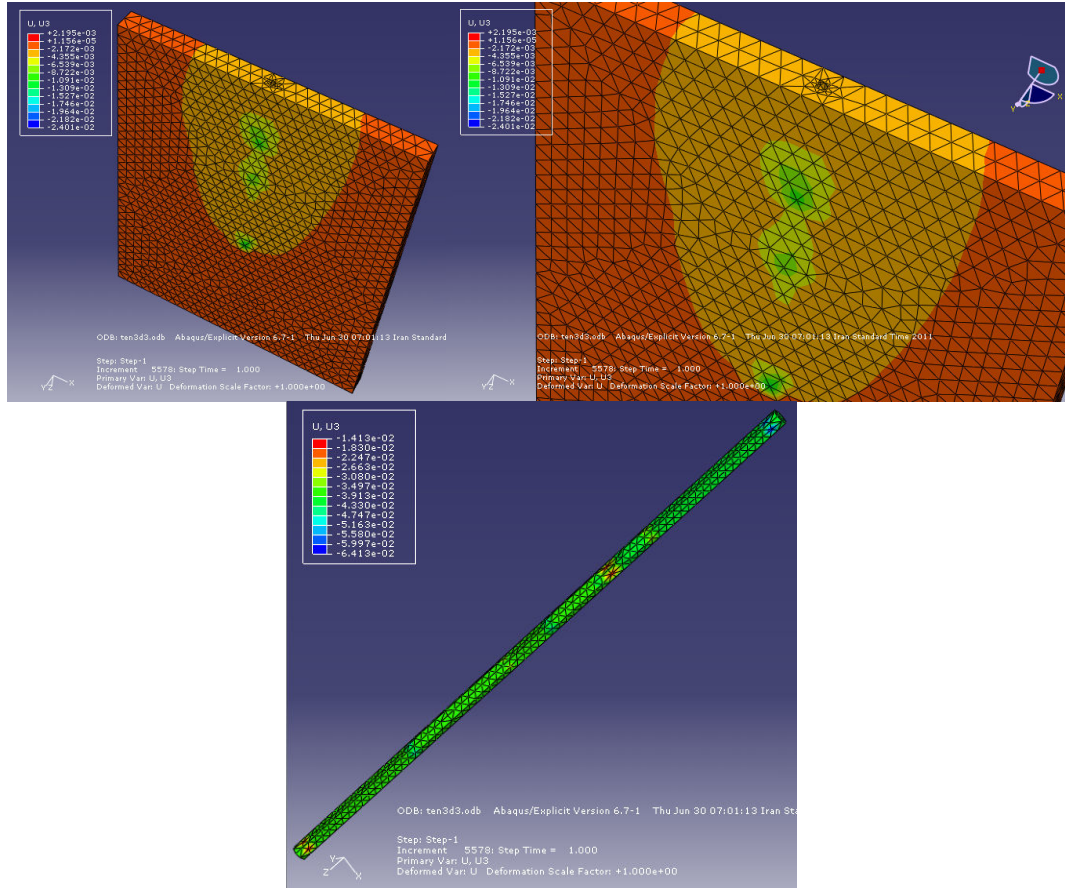 U, U3
+2.195e-03
+1.156e-05
-2.172e-03
-4.355e-03
-6.539e-03
-8.722e-03
-1.091e-02
-1.309e-02
-1.527e-02
-1.746e-02
-1.964e-02
-2.182e-02
-2.401e-02
ODB: ten3d3.odb Abaqus/Explicit Version 6.7-1 Thu Jun 30 07:01:13 Iran Standard
Step: Step-1
Increment 5578: Step Time = 1.000
Primary Var: U, U3
Deformed Var: U Deformation Scale Factor: +1.000e+00
Y Z X
U, U3
+2.195e-03
+1.156e-05
-2.172e-03
-4.355e-03
-6.539e-03
-8.722e-03
-1.091e-02
-1.309e-02
-1.527e-02
-1.746e-02
-1.964e-02
-2.182e-02
-2.401e-02
Y Z X
ODB: ten3d3.odb Abaqus/Explicit Version 6.7-1 Thu Jun 30 07:01:13 Iran Standard Time 2011
Step: Step-1
Increment 5578: Step Time = 1.000
Primary Var: U, U3
Deformed Var: U Deformation Scale Factor: +1.000e+00
Y Z X
U, U3
-1.413e-02
-1.830e-02
-2.247e-02
-2.663e-02
-3.080e-02
-3.497e-02
-3.913e-02
-4.330e-02
-4.747e-02
-5.163e-02
-5.580e-02
-5.997e-02
-6.413e-02
ODB: ten3d3.odb Abaqus/Explicit Version 6.7-1 Thu Jun 30 07:01:13 Iran Standa
Step: Step-1
Increment 5578: Step Time = 1.000
Primary Var: U, U3
Deformed Var: U Deformation Scale Factor: +1.000e+00
Y Z X